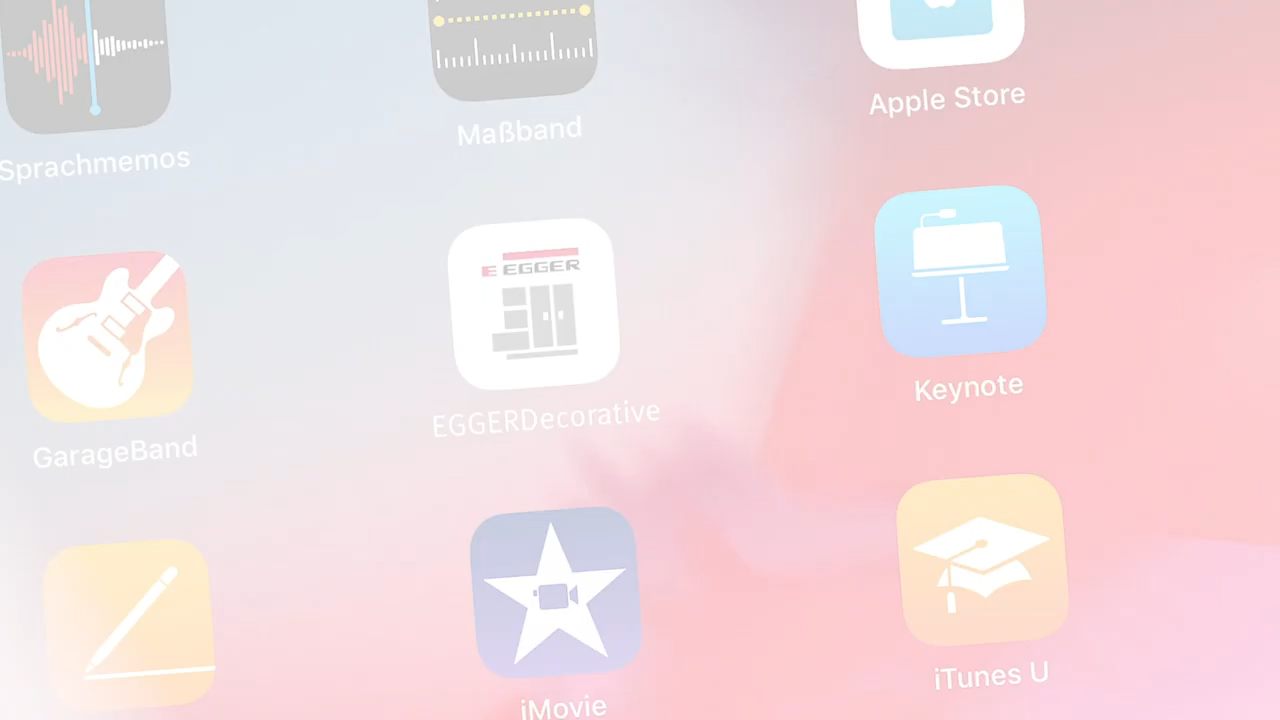 Sprachmemos
Maßband
Apple Store
GarageBand
E EGGER
EGGERDecorative
Keynote
iMovie
iTunes U